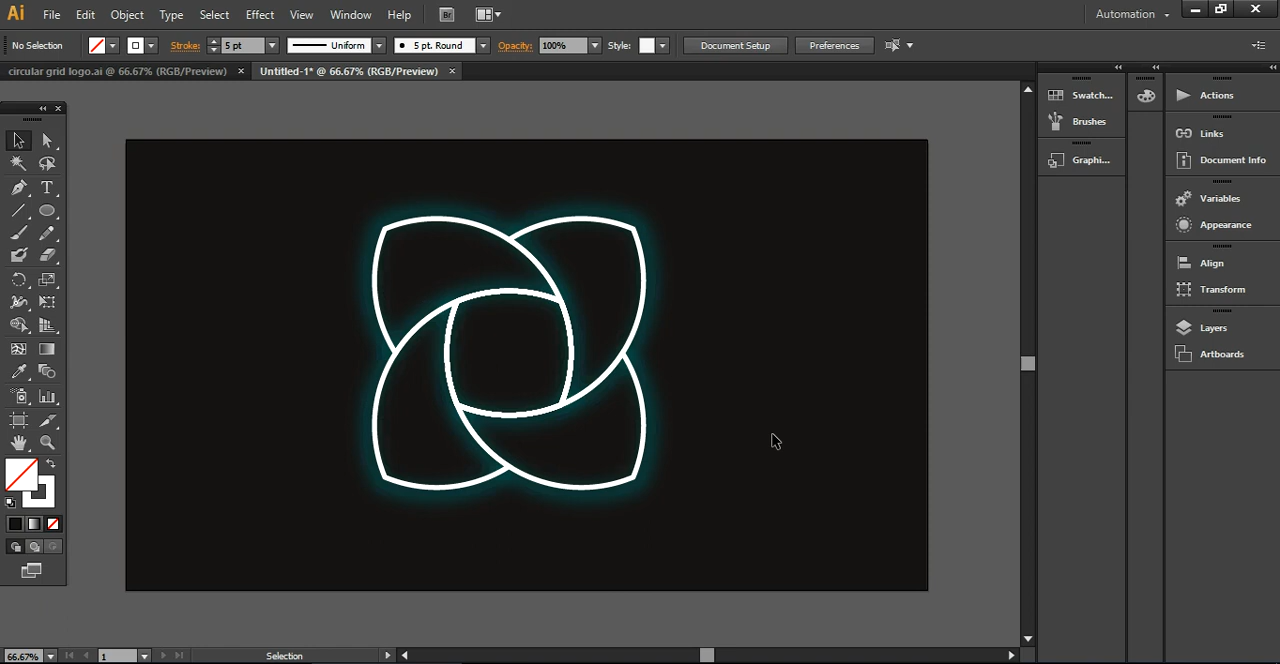 Ai File Edit Object Type Select Effect View Window Help Br Automation
No Selection Stroke: 5 pt Uniform 5 pt. Round Opacity: 100% Style: Document Setup Preferences
circular grid logo.ai @ 66.67% (RGB/Preview) × Untitled-1* @ 66.67% (RGB/Preview) ×
Swatch... Actions
Brushes
Links
Graphi... Document Info
Variables
Appearance
Align
Transform
Layers
Artboards
T
66.67% 1 Selection